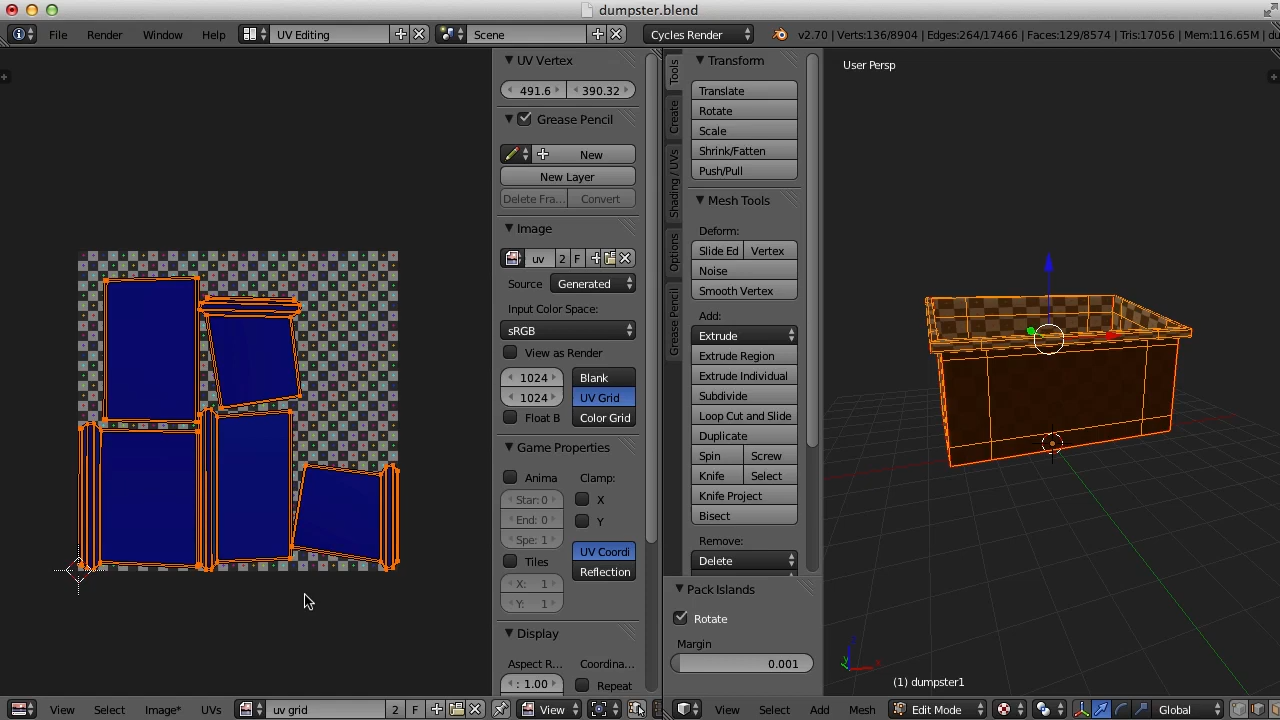 dumpster.blend
File Render Window Help UV Editing Scene Cycles Render v2.70 | Verts:136/8904 | Edges:264/17466 | Faces:129/8574 | Tris:17056 | Mem:116.65M | du
UV Vertex
491.6 390.32
Grease Pencil
New
New Layer
Delete Fra... Convert
Image
uv 2 F
Source Generated
Input Color Space:
sRGB
View as Render
1024 Blank
1024 UV Grid
Float B Color Grid
Game Properties
Anima Clamp:
Star: 0 X
End: 0 Y
Spe: 1
UV Coordi
Tiles Reflection
X: 1
Y: 1
Display
Aspect R... Coordina...
: 1.00 Repeat
Tools
Create
Shading / UVs
Options
Grease Pencil
Transform
Translate
Rotate
Scale
Shrink/Fatten
Push/Pull
Mesh Tools
Deform:
Slide Ed Vertex
Noise
Smooth Vertex
Add:
Extrude
Extrude Region
Extrude Individual
Subdivide
Loop Cut and Slide
Duplicate
Spin Screw
Knife Select
Knife Project
Bisect
Remove:
Delete
Pack Islands
Rotate
Margin
0.001
User Persp
(1) dumpster1
View Select Image* UVs uv grid 2 F View
View Select Add Mesh Edit Mode Global